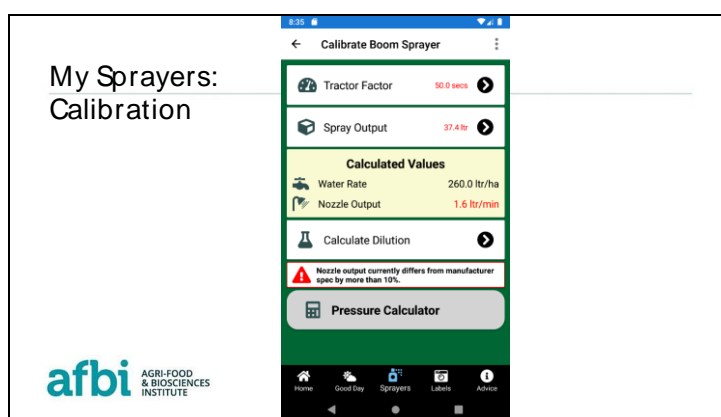 My Sprayers:
Calibration
8:35
Calibrate Boom Sprayer
Tractor Factor 50.0 secs
Spray Output 37.4 ltr
Calculated Values
Water Rate 260.0 ltr/ha
Nozzle Output 1.6 ltr/min
Calculate Dilution
Nozzle output currently differs from manufacturer
spec by more than 10%.
Pressure Calculator
Home Good Day Sprayers Labels Advice
afbi AGRI-FOOD
& BIOSCIENCES
INSTITUTE